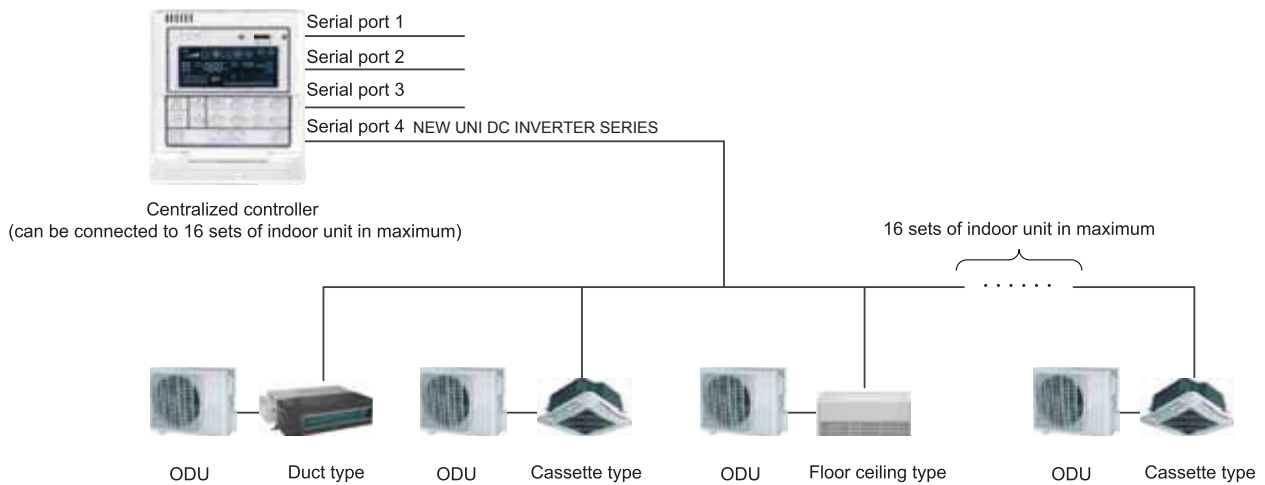 Serial port 1
Serial port 2
Serial port 3
Serial port 4 NEW UNI DC INVERTER SERIES
Centralized controller
(can be connected to 16 sets of indoor unit in maximum)
16 sets of indoor unit in maximum
. . . . . .
ODU Duct type ODU Cassette type ODU Floor ceiling type ODU Cassette type